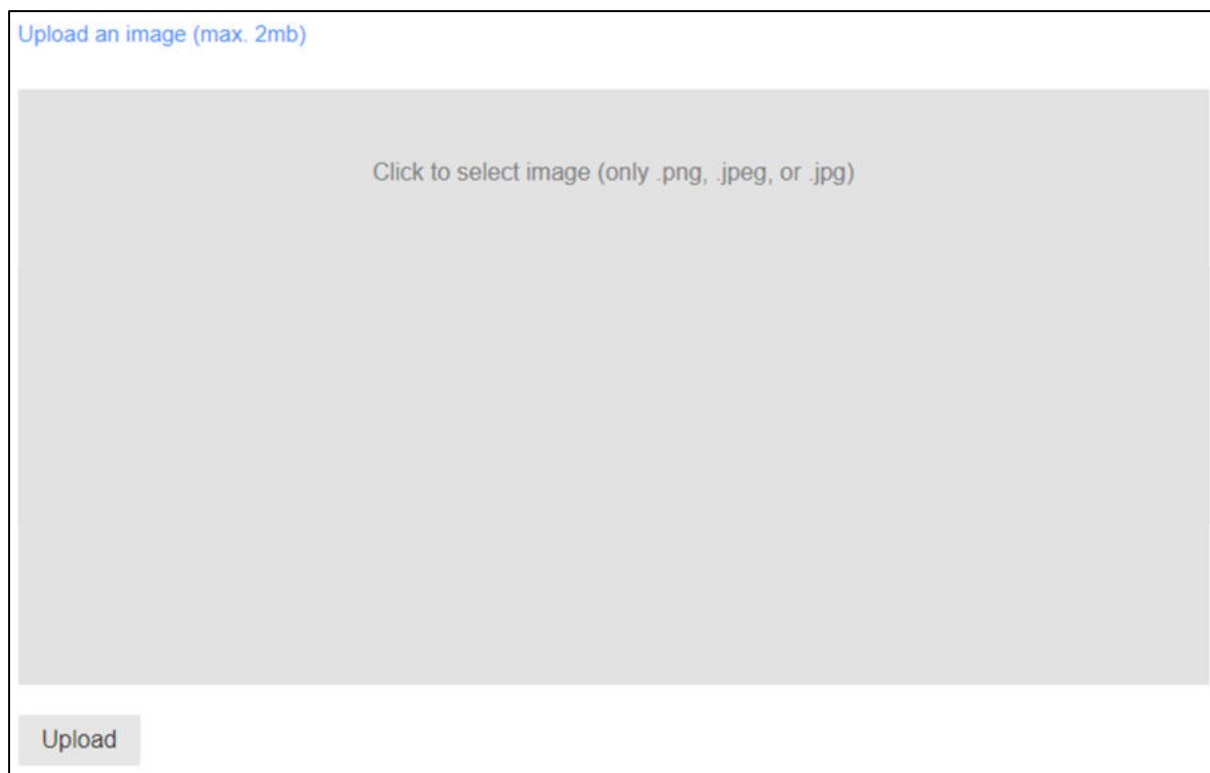 Upload an image (max. 2mb)
Click to select image (only .png, .jpeg, or .jpg)
Upload